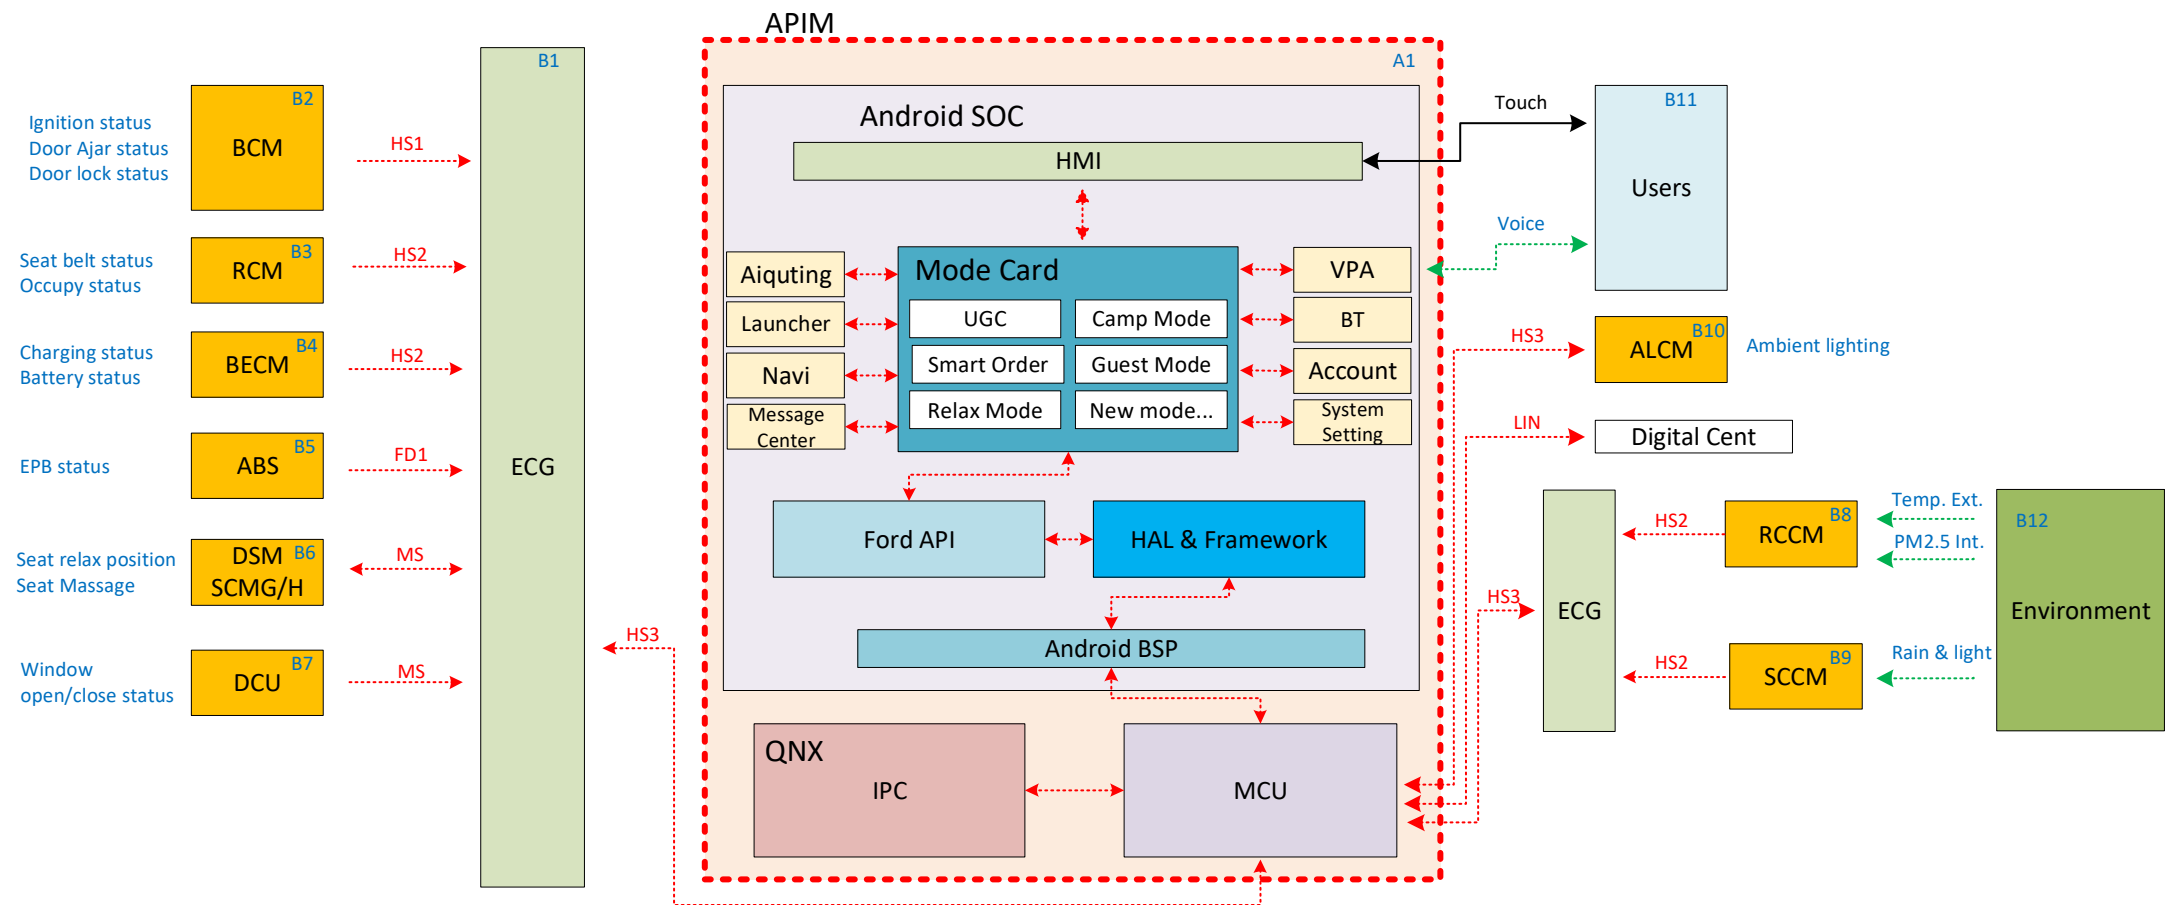 APIM
A1
B1
ECG
B2
BCM
Ignition status
Door Ajar status
Door lock status
HS1
B3
RCM
Seat belt status
Occupy status
HS2
B4
BECM
Charging status
Battery status
HS2
B5
ABS
EPB status
FD1
B6
DSM
SCMG/H
Seat relax position
Seat Massage
MS
B7
DCU
Window
open/close status
MS
HS3
Android SOC
HMI
Aiquting
Launcher
Navi
Message
Center
Mode Card
UGC
Camp Mode
Smart Order
Guest Mode
Relax Mode
New mode...
VPA
BT
Account
System
Setting
Ford API
HAL & Framework
Android BSP
QNX
IPC
MCU
Touch
Voice
B11
Users
HS3
B10
ALCM
Ambient lighting
LIN
Digital Cent
HS3
ECG
HS2
B8
RCCM
Temp. Ext.
PM2.5 Int.
HS2
B9
SCCM
Rain & light
B12
Environment